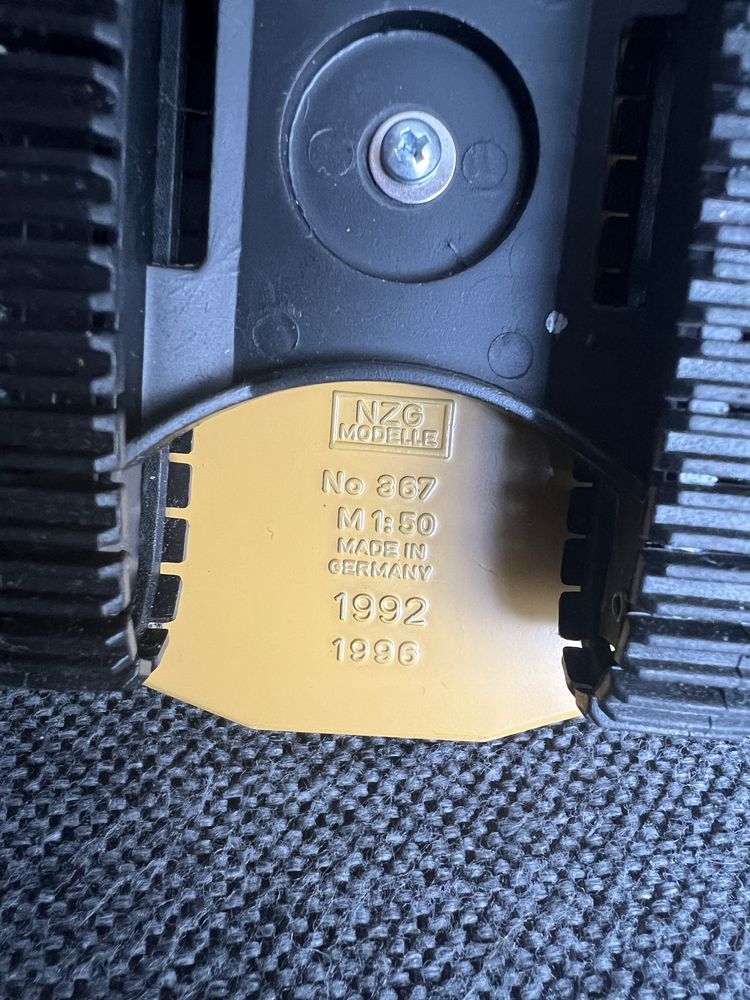 NZG
MODELLE
No 367
M 1:50
MADE IN
GERMANY
1992
1996